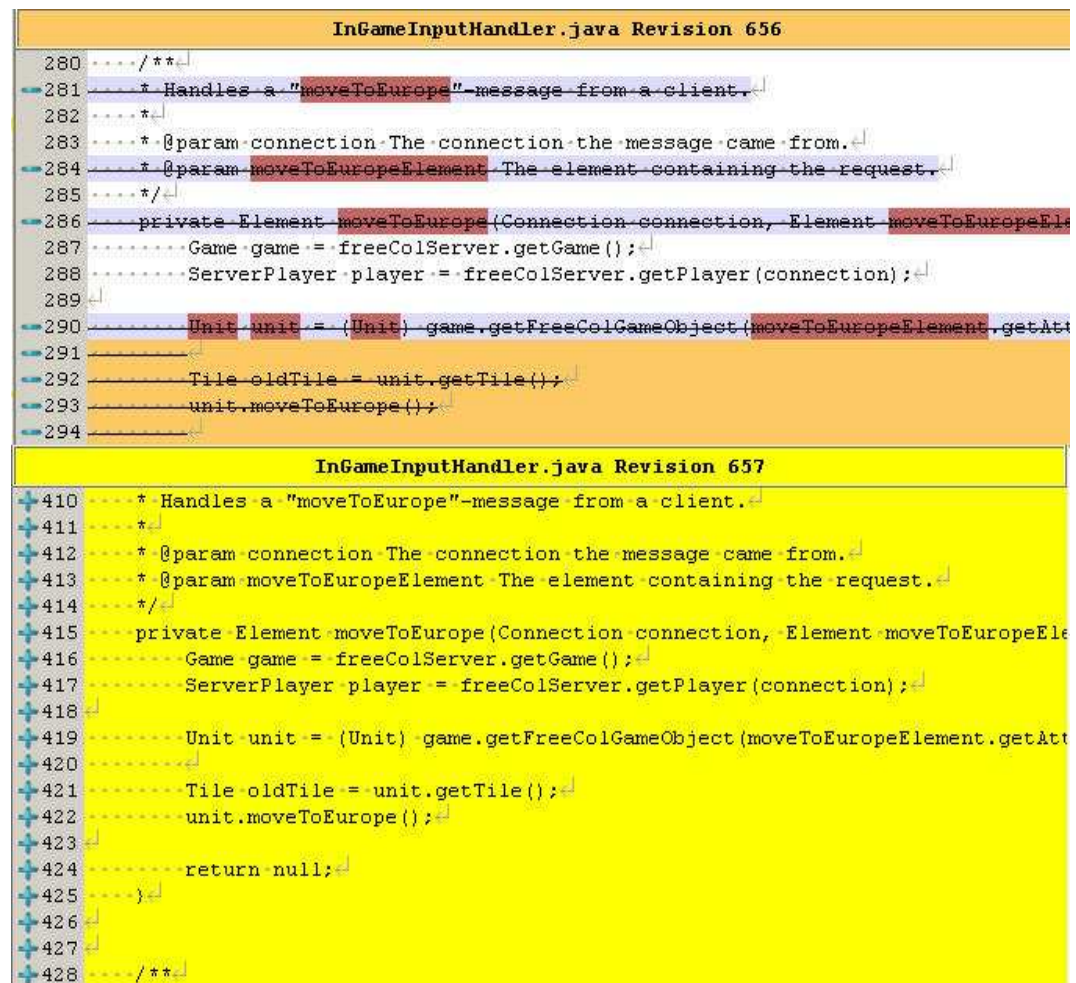 InGameInputHandler.java Revision 656
280 /**
281 * Handles a "moveToEurope"-message from a client.
282 *
283 * @param connection The connection the message came from.
284 * @param moveToEuropeElement The element containing the request.
285 */
286 private Element moveToEurope(Connection connection, Element moveToEuropeEle
287 Game game = freeColServer.getGame();
288 ServerPlayer player = freeColServer.getPlayer(connection);
289
290 Unit unit = (Unit) game.getFreeColGameObject(moveToEuropeElement.getAtt
291
292 Tile oldTile = unit.getTile();
293 unit.moveToEurope();
294
InGameInputHandler.java Revision 657
410 * Handles a "moveToEurope"-message from a client.
411 *
412 * @param connection The connection the message came from.
413 * @param moveToEuropeElement The element containing the request.
414 */
415 private Element moveToEurope(Connection connection, Element moveToEuropeEle
416 Game game = freeColServer.getGame();
417 ServerPlayer player = freeColServer.getPlayer(connection);
418
419 Unit unit = (Unit) game.getFreeColGameObject(moveToEuropeElement.getAtt
420
421 Tile oldTile = unit.getTile();
422 unit.moveToEurope();
423
424 return null;
425 }
426
427
428 /**